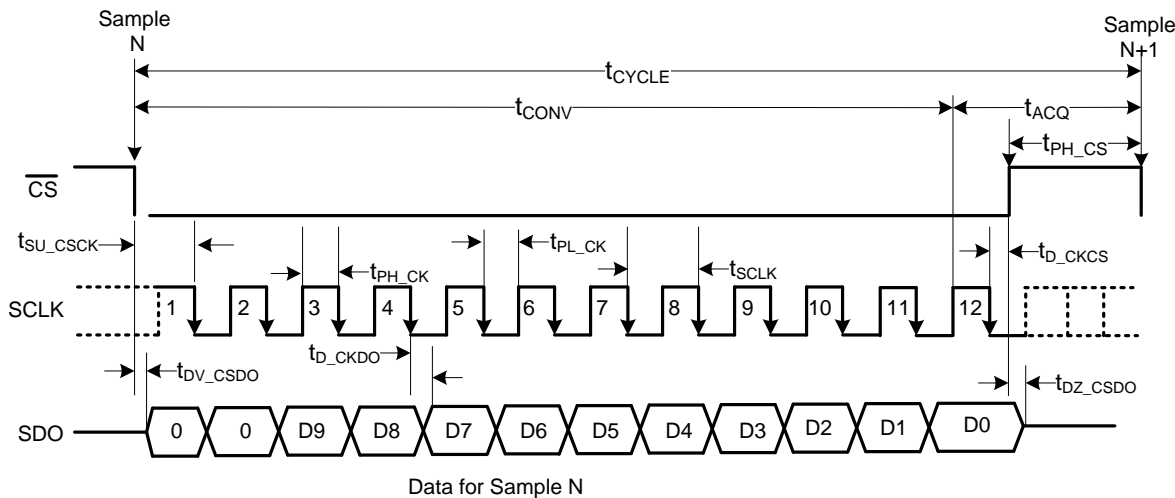 Sample
N
Sample
N+1
tCYCLE
tCONV
tACQ
tPH_CS
CS
tSU_CSCK
tPH_CK
tPL_CK
tSCLK
tD_CKCS
SCLK
1 2 3 4 5 6 7 8 9 10 11 12
tDV_CSDO
tD_CKDO
tDZ_CSDO
SDO
0 0 D9 D8 D7 D6 D5 D4 D3 D2 D1 D0
Data for Sample N